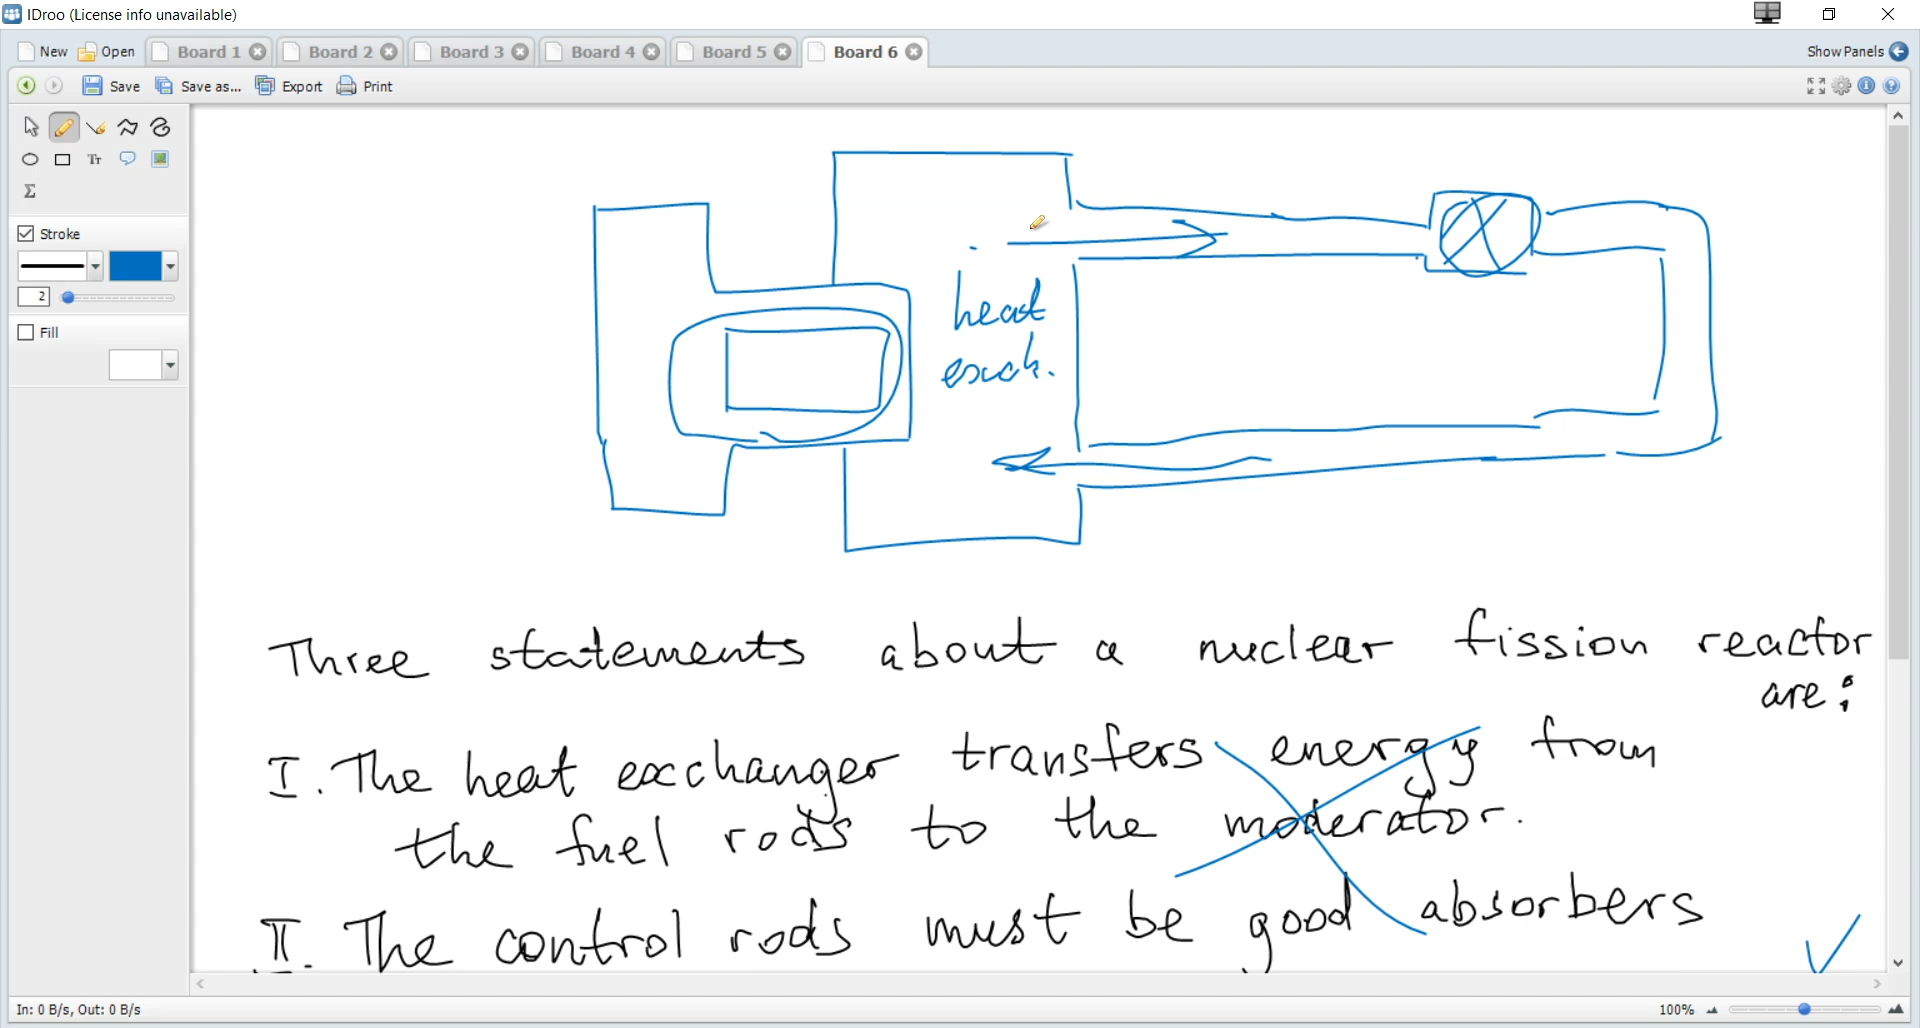 IDroo (License info unavailable)
New Open Board 1 Board 2 Board 3 Board 4 Board 5 Board 6 Show Panels
Save Save as... Export Print
Tт
Σ
Stroke
2
Fill
heat
exch.
Three statements about a nuclear fission reactor
are:
I. The heat exchanger transfers energy from
the fuel rods to the moderator.
II. The control rods must be good absorbers
In: 0 B/s, Out: 0 B/s 100%